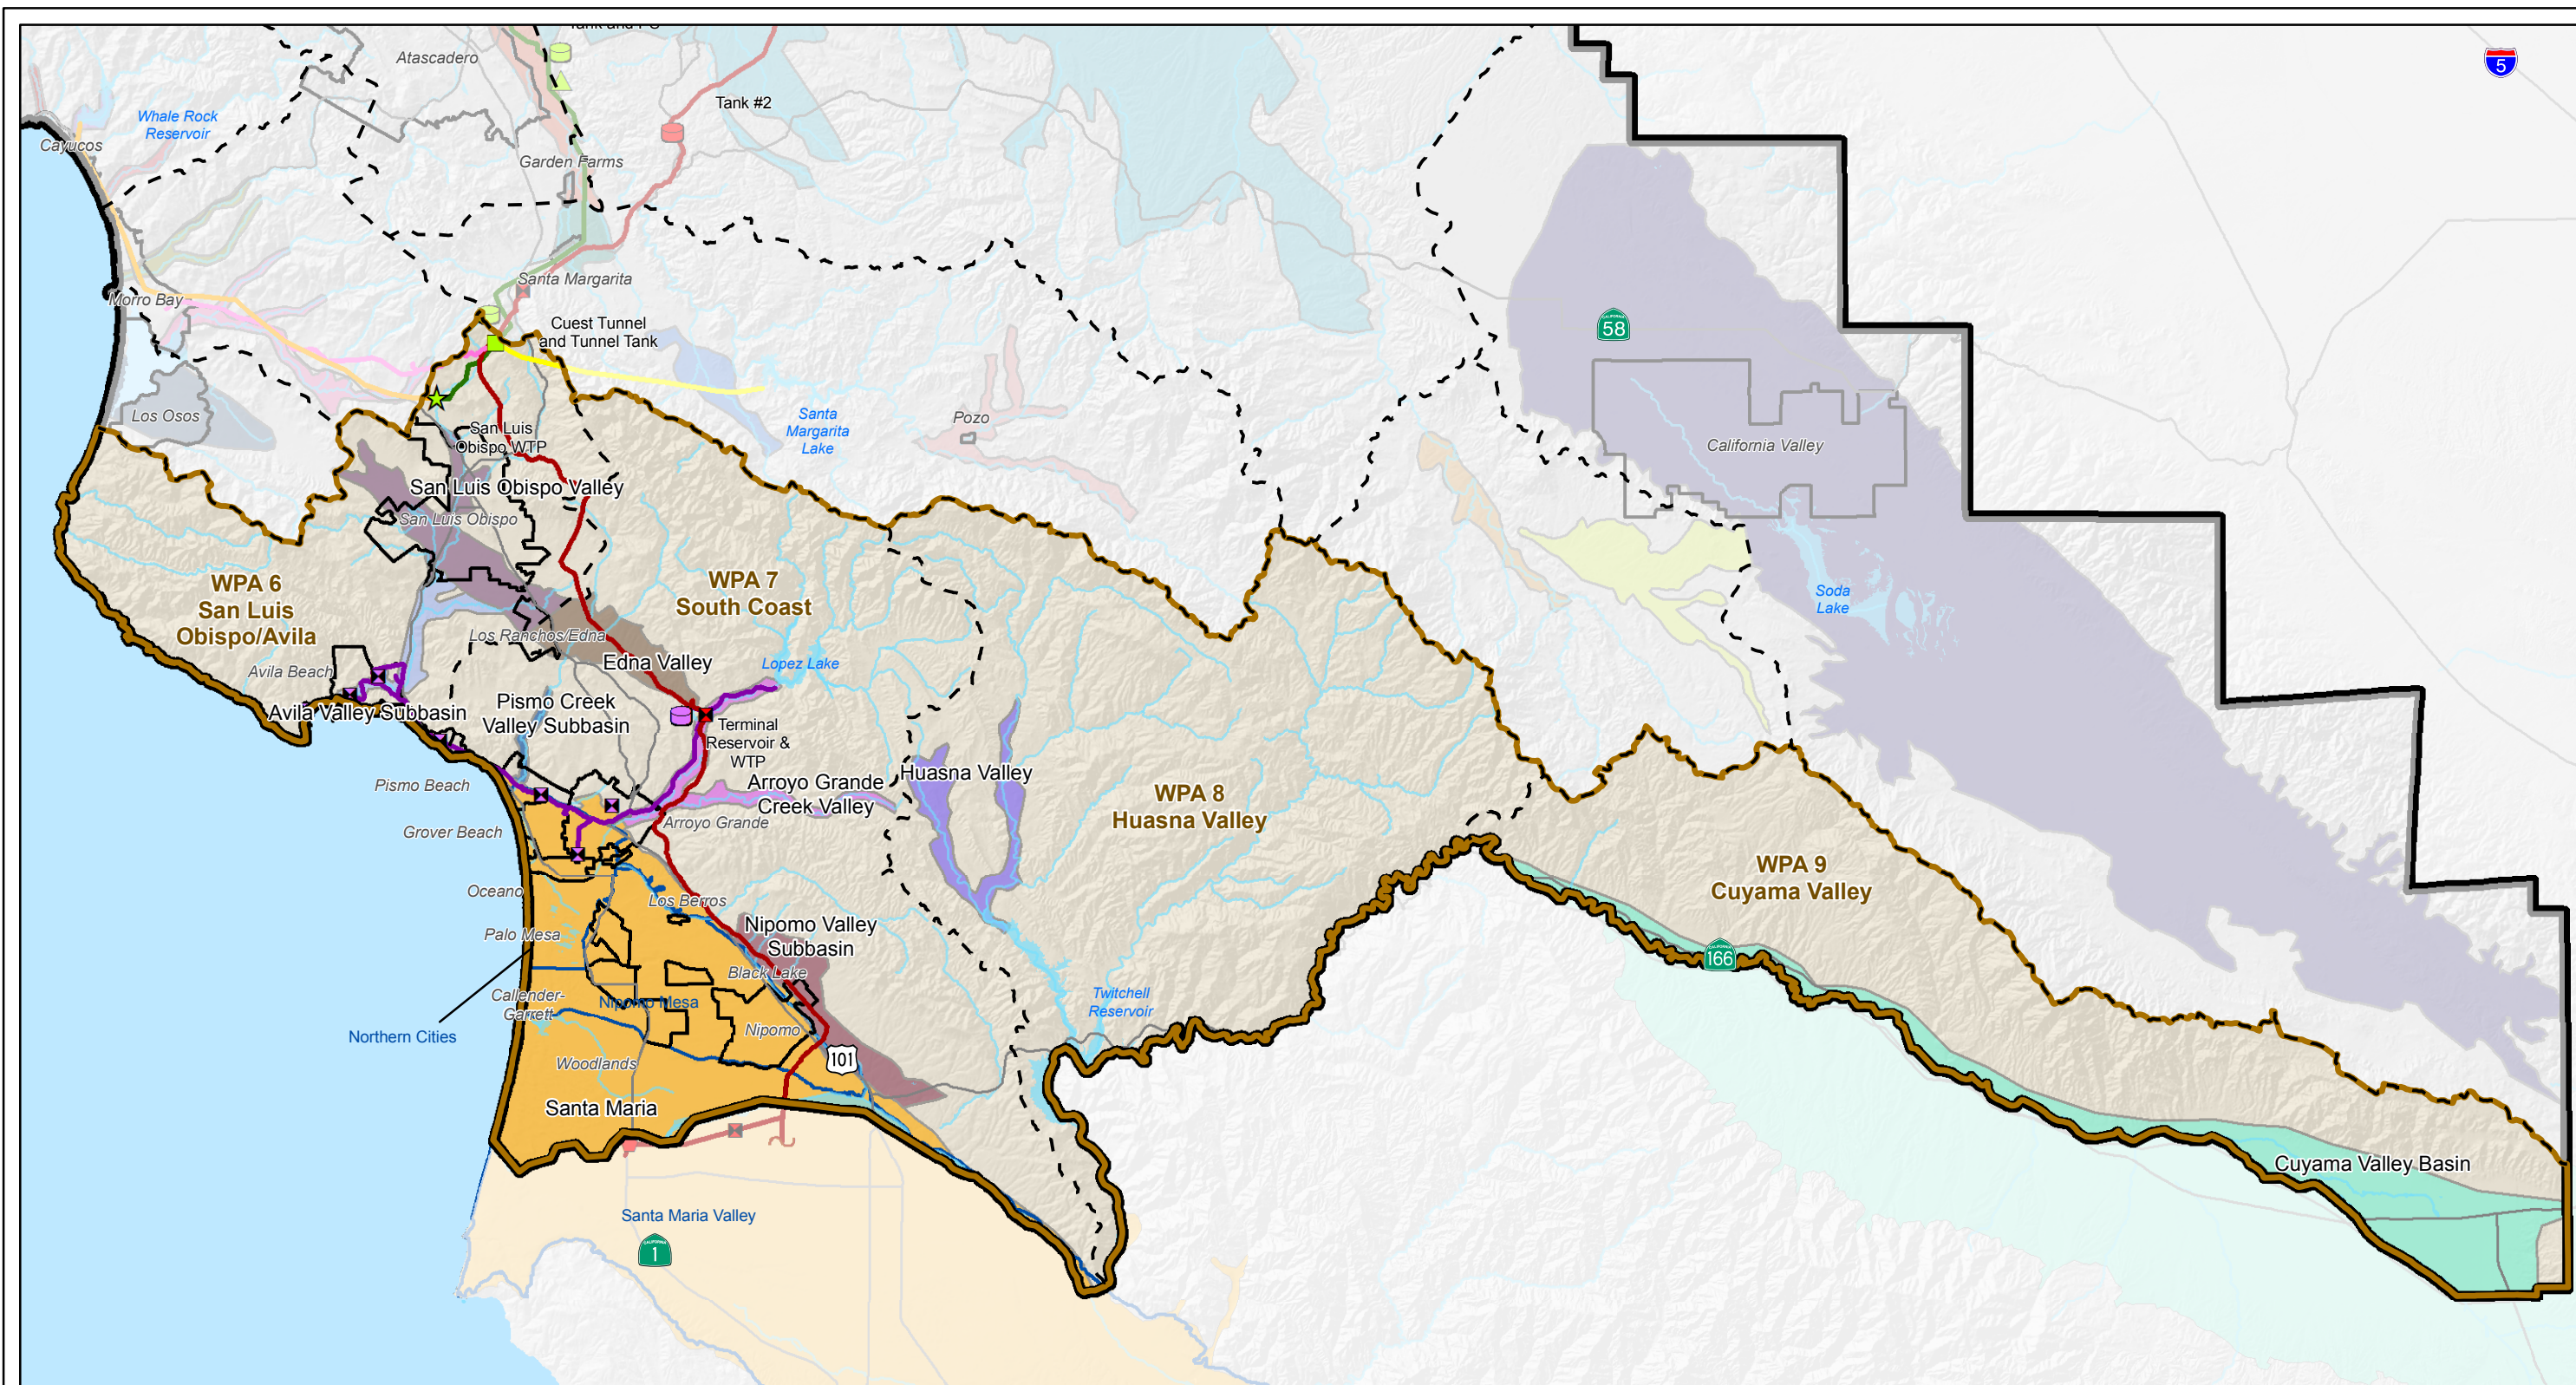 Tank and PS
Atascadero
5
Tank #2
Whale Rock
Reservoir
Cayucos
Garden Farms
Santa Margarita
Morro Bay
Cuest Tunnel
and Tunnel Tank
CALIFORNIA
58
Los Osos
Santa
Margarita
Lake
Pozo
San Luis
Obispo WTP
California Valley
San Luis Obispo Valley
San Luis Obispo
WPA 6
San Luis
Obispo/Avila
WPA 7
South Coast
Soda
Lake
Los Ranchos/Edna
Edna Valley
Lopez Lake
Avila Beach
Avila Valley Subbasin
Pismo Creek
Valley Subbasin
Terminal
Reservoir &
WTP
Pismo Beach
Arroyo Grande
Creek Valley
Huasna Valley
WPA 8
Huasna Valley
Grover Beach
Arroyo Grande
WPA 9
Cuyama Valley
Oceano
Los Berros
Palo Mesa
Nipomo Valley
Subbasin
CALIFORNIA
166
Black Lake
Callender-
Garrett
Nipomo Mesa
Twitchell
Reservoir
Northern Cities
Nipomo
Woodlands
101
Santa Maria
Cuyama Valley Basin
Santa Maria Valley
CALIFORNIA
1